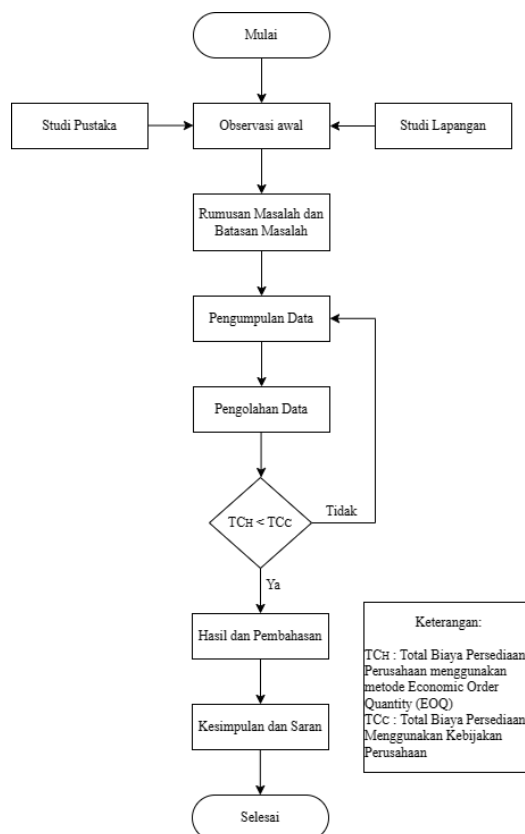 Mulai
Studi Pustaka
Observasi awal
Studi Lapangan
Rumusan Masalah dan
Batasan Masalah
Pengumpulan Data
Pengolahan Data
TCH < TCC
Tidak
Ya
Hasil dan Pembahasan
Kesimpulan dan Saran
Selesai
Keterangan:
TCH : Total Biaya Persediaan
Perusahaan menggunakan
metode Economic Order
Quantity (EOQ)
TCC : Total Biaya Persediaan
Menggunakan Kebijakan
Perusahaan